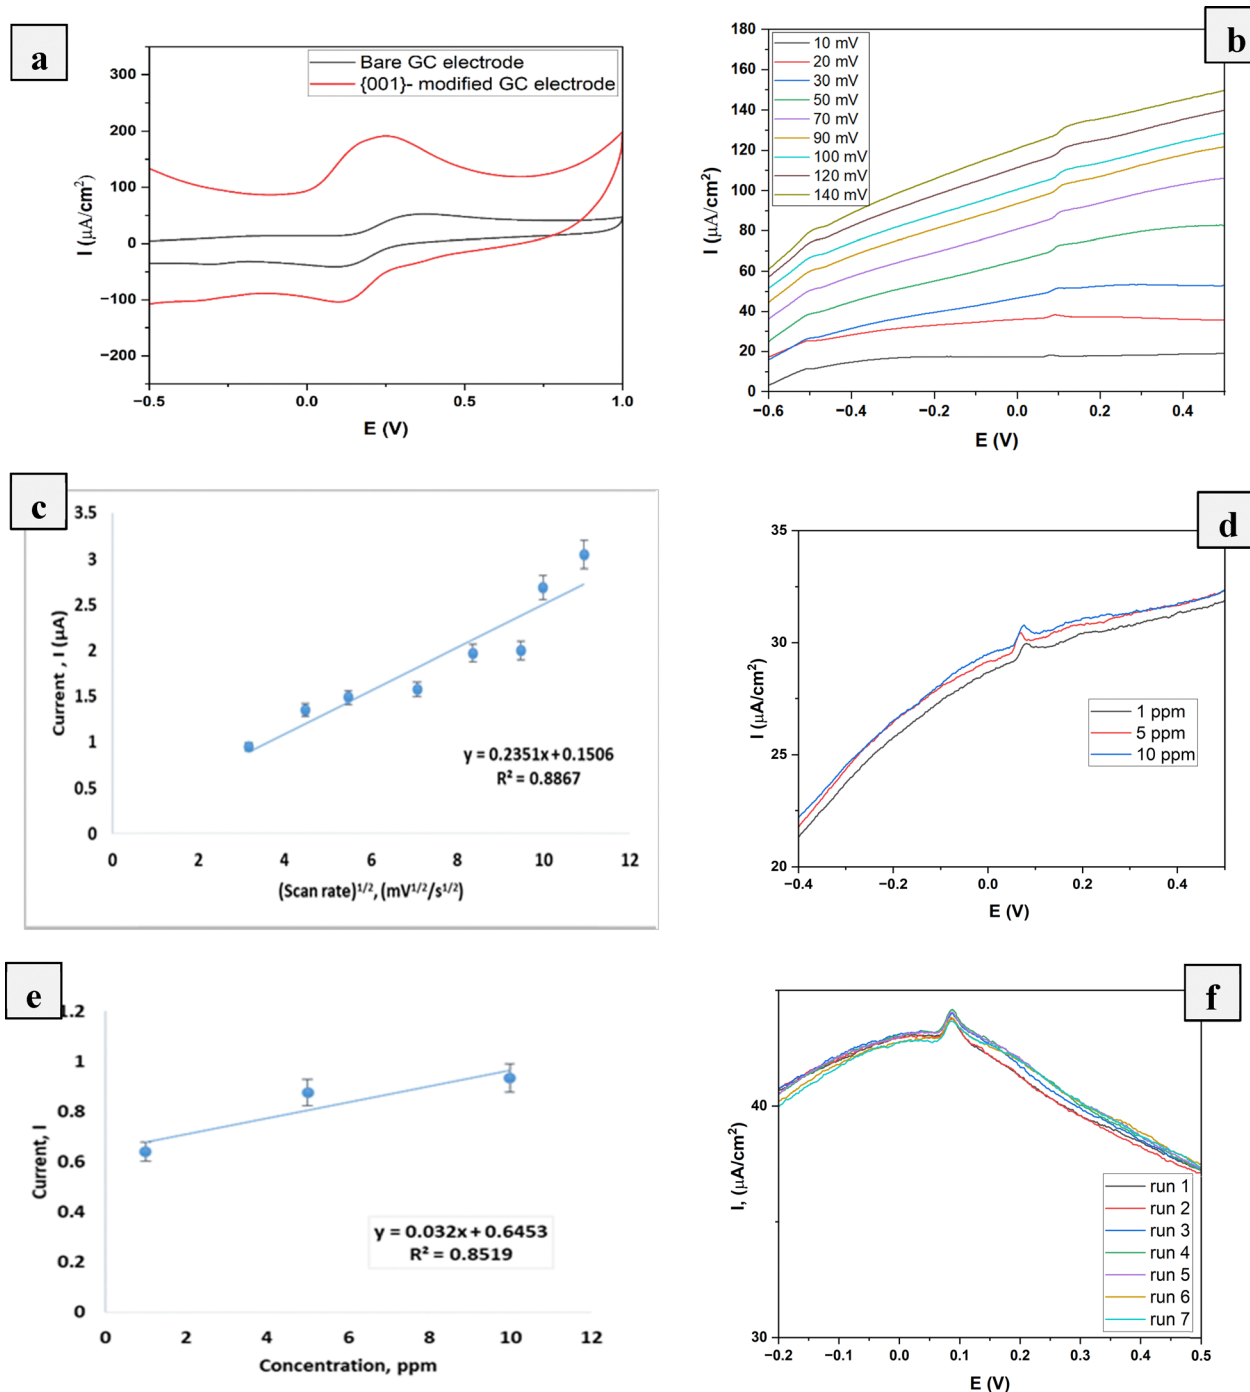 a
Bare GC electrode
{001}- modified GC electrode
300
200
100
0
−100
−200
I (µA/cm²)
−0.5
0.0
0.5
1.0
E (V)
b
10 mV
20 mV
30 mV
50 mV
70 mV
90 mV
100 mV
120 mV
140 mV
180
160
140
120
100
80
60
40
20
0
I (µA/cm²)
−0.6
−0.4
−0.2
0.0
0.2
0.4
E (V)
c
3.5
3
2.5
2
1.5
1
0.5
0
Current , I (µA)
y = 0.2351x + 0.1506
R² = 0.8867
0
2
4
6
8
10
12
(Scan rate)¹ᐟ², (mV¹ᐟ²/s¹ᐟ²)
d
35
30
25
20
I (µA/cm²)
1 ppm
5 ppm
10 ppm
−0.4
−0.2
0.0
0.2
0.4
E (V)
e
1.2
1
0.8
0.6
0.4
0.2
0
Current, I
y = 0.032x + 0.6453
R² = 0.8519
0
2
4
6
8
10
12
Concentration, ppm
f
40
30
I, (µA/cm²)
run 1
run 2
run 3
run 4
run 5
run 6
run 7
−0.2
−0.1
0.0
0.1
0.2
0.3
0.4
0.5
E (V)